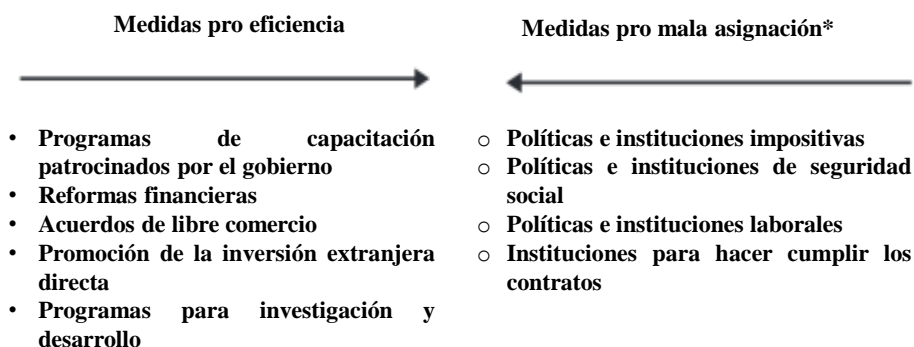 Medidas pro eficiencia
• Programas de capacitación
patrocinados por el gobierno
• Reformas financieras
• Acuerdos de libre comercio
• Promoción de la inversión extranjera
directa
• Programas para investigación y
desarrollo
Medidas pro mala asignación*
o Políticas e instituciones impositivas
o Políticas e instituciones de seguridad
social
o Políticas e instituciones laborales
o Instituciones para hacer cumplir los
contratos